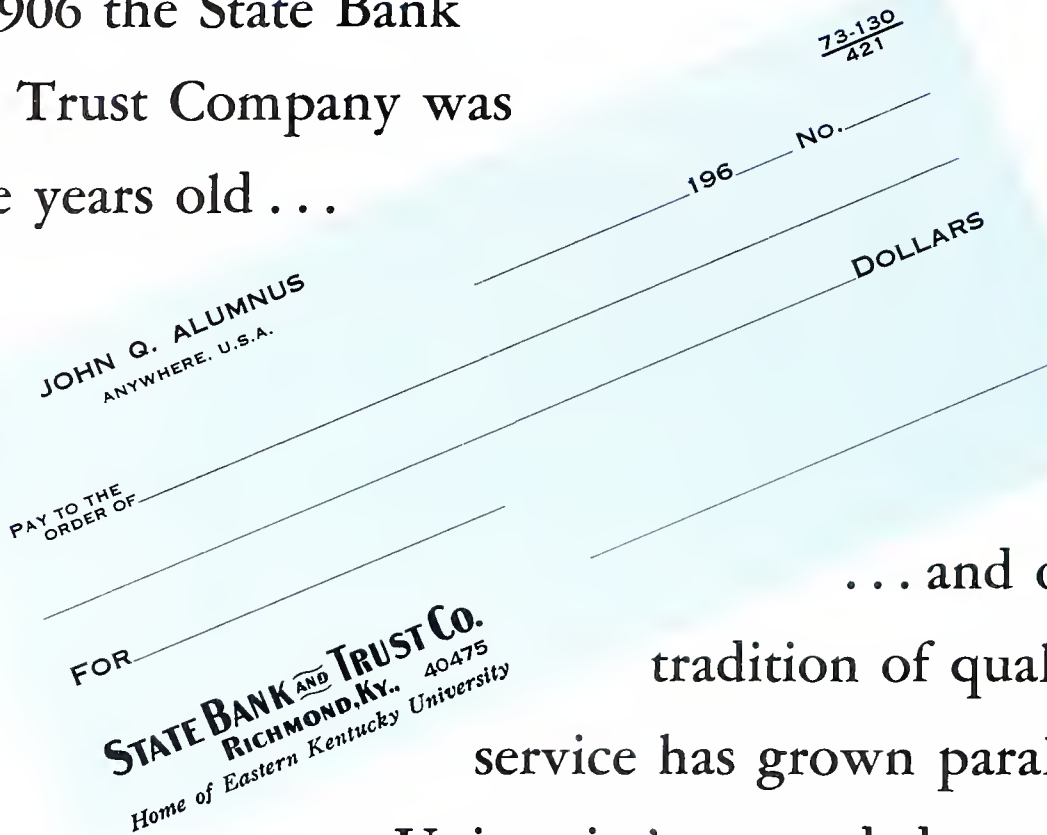 906 the State Bank
Trust Company was
years old...
73-130
421
196 No.
JOHN Q. ALUMNUS
ANYWHERE, U.S.A.
DOLLARS
PAY TO THE
ORDER OF
FOR
STATE BANK AND TRUST CO.
RICHMOND, KY.. 40475
Home of Eastern Kentucky University
...and
tradition of qual
service has grown paral